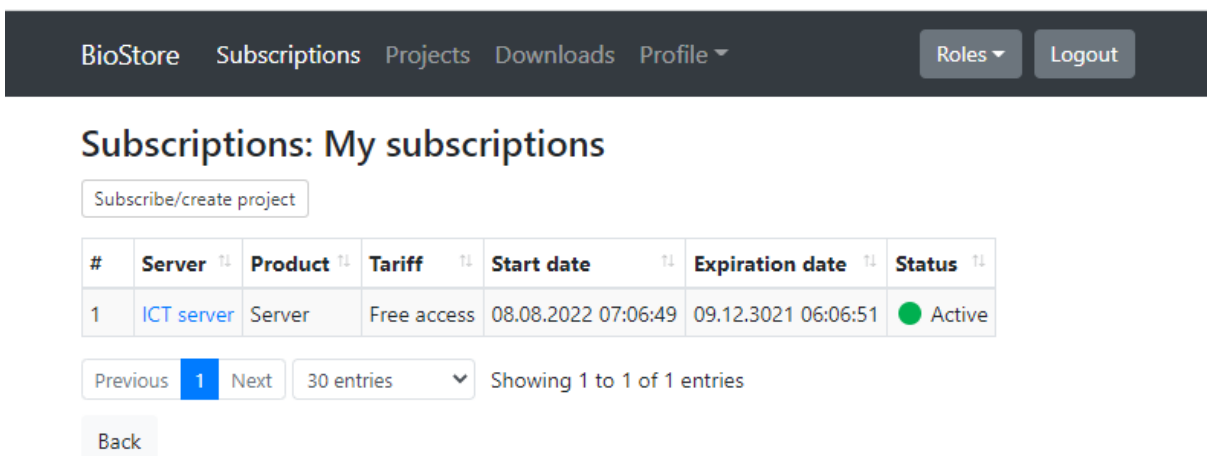 BioStore Subscriptions Projects Downloads Profile Roles Logout
Subscriptions: My subscriptions
Subscribe/create project
# Server Product Tariff Start date Expiration date Status
1 ICT server Server Free access 08.08.2022 07:06:49 09.12.3021 06:06:51 Active
Previous 1 Next 30 entries Showing 1 to 1 of 1 entries
Back